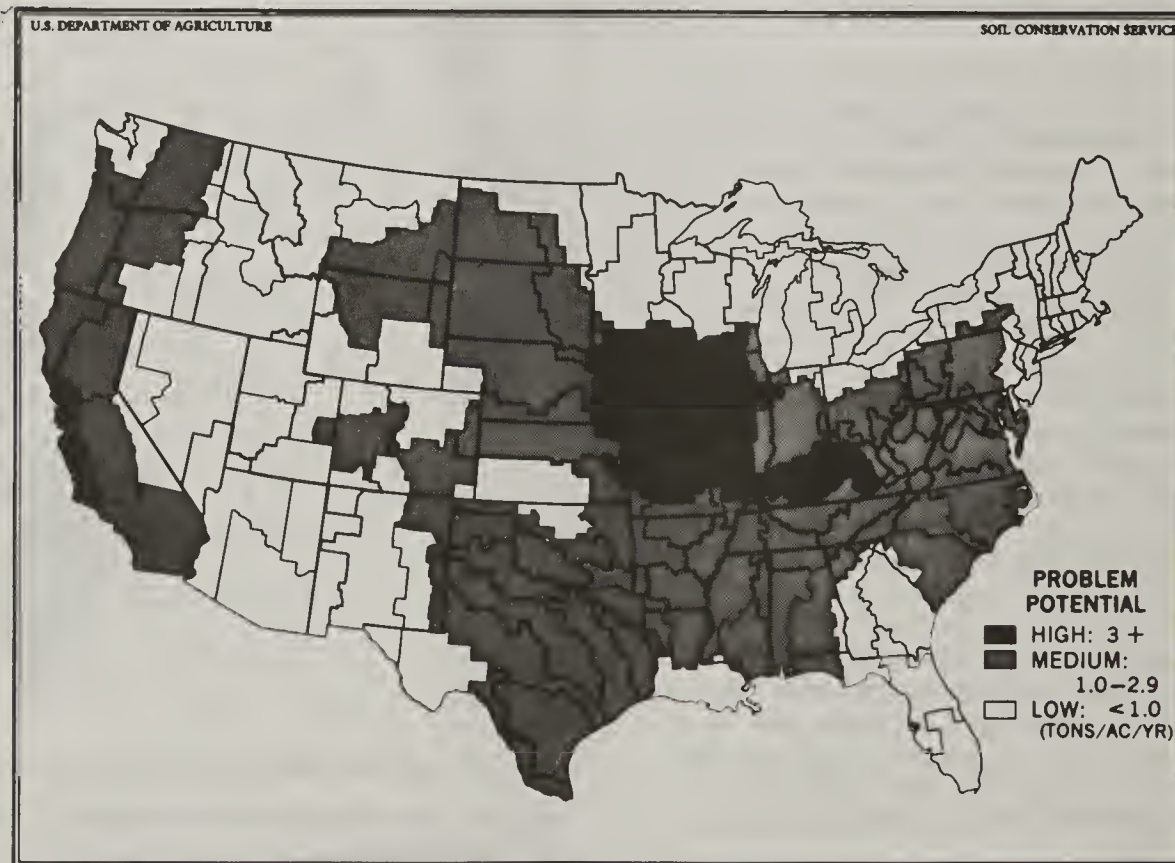 U.S. DEPARTMENT OF AGRICULTURE
SOIL CONSERVATION SERVICE
PROBLEM
POTENTIAL
HIGH: 3 +
MEDIUM:
1.0–2.9
LOW: <1.0
(TONS/AC/YR)